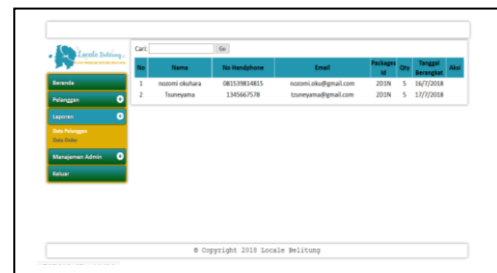 Locale Belitung
Cari: Go
No Nama No Handphone Email Packages Id Qty Tanggal Berangkat Aksi
1 nozomi okuhara 081539814815 nozomi.oku@gmail.com 2D1N 5 16/7/2018
2 Tsuneyama 1345667578 tsuneyama@gmail.com 2D1N 5 17/7/2018
Beranda
Pelanggan
Laporan
Data Pelanggan
Data Order
Manajemen Admin
Keluar
© Copyright 2018 Locale Belitung